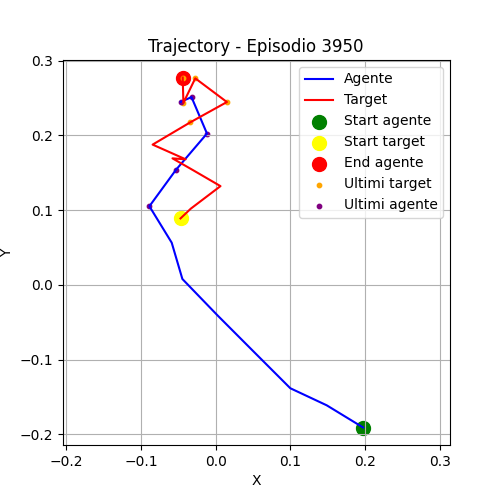 Trajectory - Episodio 3950
Agente
Target
Start agente
Start target
End agente
Ultimi target
Ultimi agente
0.3
0.2
0.1
0.0
−0.1
−0.2
Y
−0.2
−0.1
0.0
0.1
0.2
0.3
X